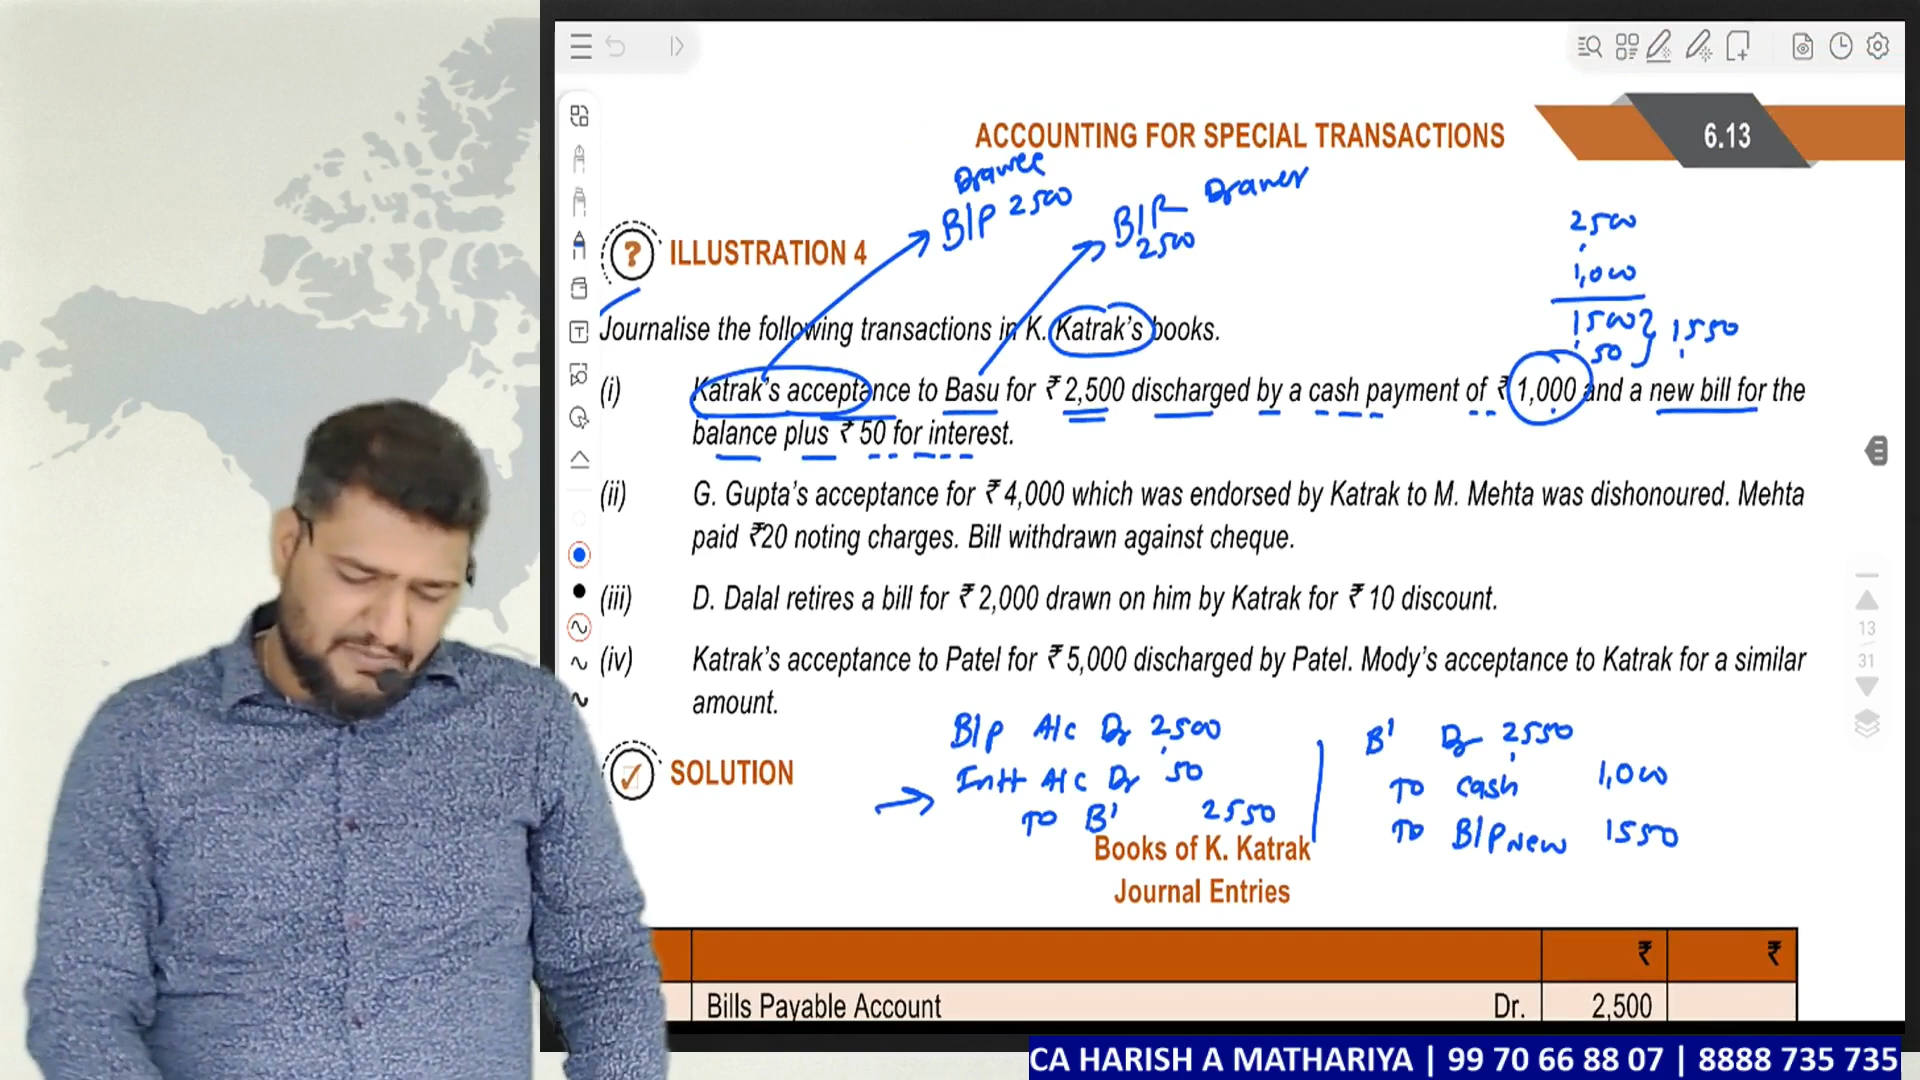 ACCOUNTING FOR SPECIAL TRANSACTIONS
6.13
Drawee
B/P 2500
B/R Drawer
2500
2500
1,000
1500 } 1550
50
ILLUSTRATION 4
Journalise the following transactions in K. Katrak's books.
(i) Katrak's acceptance to Basu for ₹ 2,500 discharged by a cash payment of ₹ 1,000 and a new bill for the
balance plus ₹ 50 for interest.
(ii) G. Gupta's acceptance for ₹ 4,000 which was endorsed by Katrak to M. Mehta was dishonoured. Mehta
paid ₹20 noting charges. Bill withdrawn against cheque.
(iii) D. Dalal retires a bill for ₹ 2,000 drawn on him by Katrak for ₹ 10 discount.
(iv) Katrak's acceptance to Patel for ₹ 5,000 discharged by Patel. Mody's acceptance to Katrak for a similar
amount.
13
31
SOLUTION
B/P A/c Dr 2,500
Intt A/c Dr 50
To B' 2550
B' Dr 2,550
To Cash 1,000
To B/P New 1550
Books of K. Katrak
Journal Entries
₹ ₹
Bills Payable Account Dr. 2,500
CA HARISH A MATHARIYA | 99 70 66 88 07 | 8888 735 735